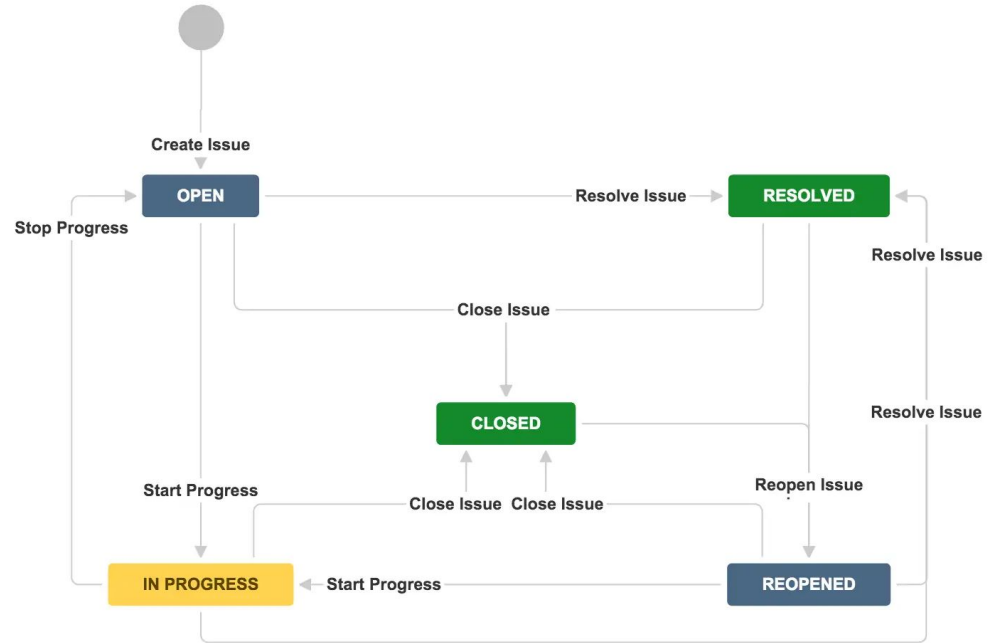 Create Issue
OPEN
Resolve Issue
RESOLVED
Stop Progress
Resolve Issue
Close Issue
CLOSED
Resolve Issue
Start Progress
Reopen Issue
Close Issue
Close Issue
IN PROGRESS
Start Progress
REOPENED